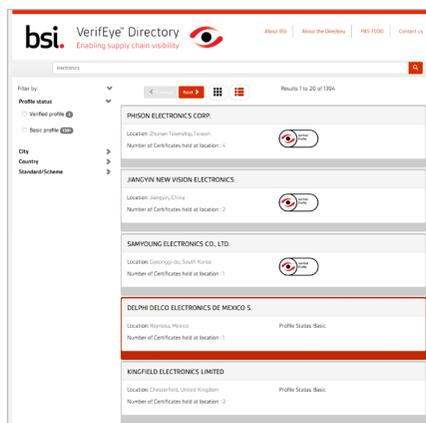 bsi.
VerifEye™ Directory
Enabling supply chain visibility
About BSI
About the Directory
PAS 7000
Contact us
electronics
Filter by:
Profile status
Verified profile
Basic profile
City
Country
Standard/Scheme
Next
Results 1 to 20 of 1304
PHISON ELECTRONICS CORP.
Location: Zhunan Township, Taiwan
Number of Certificates held at location : 4
JIANGYIN NEW VISION ELECTRONICS
Location: Jiangyin, China
Number of Certificates held at location : 2
SAMYOUNG ELECTRONICS CO., LTD.
Location: Gyeonggi-do, South Korea
Number of Certificates held at location : 1
DELPHI DELCO ELECTRONICS DE MEXICO S.
Location: Reynosa, Mexico
Profile Status: Basic
Number of Certificates held at location : 1
KINGFIELD ELECTRONICS LIMITED
Location: Chesterfield, United Kingdom
Profile Status: Basic
Number of Certificates held at location : 3